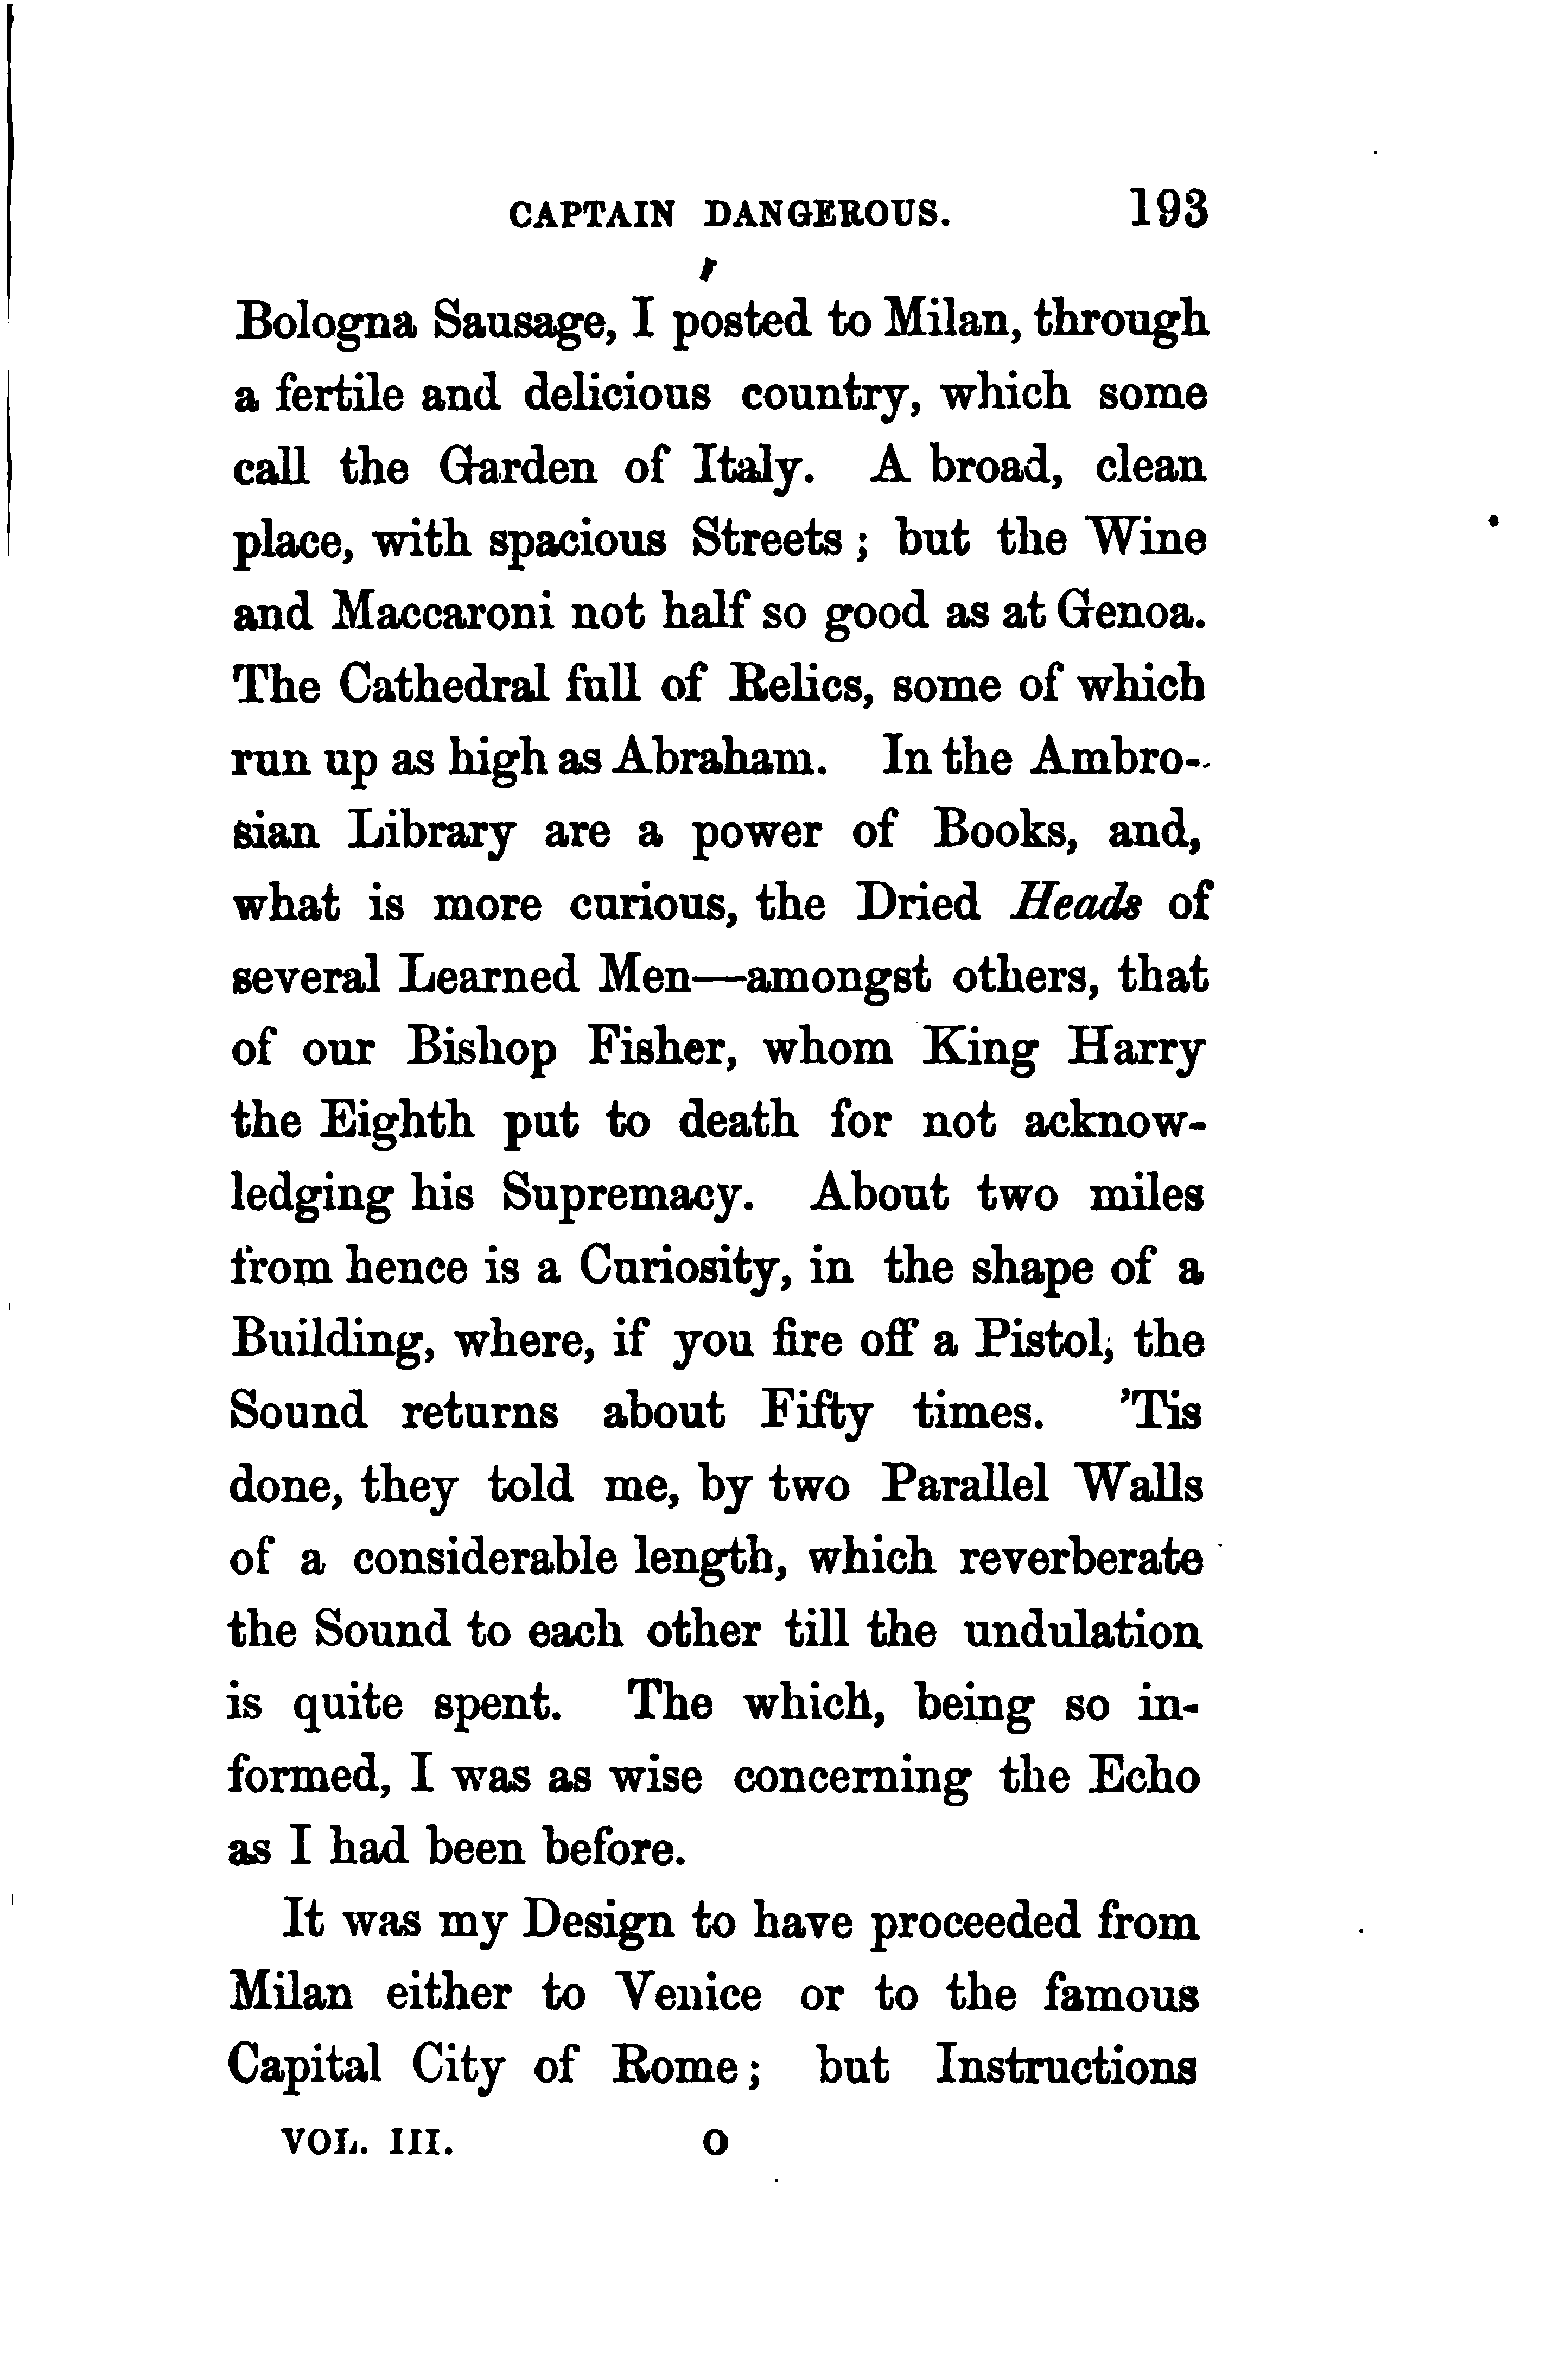 CAPTAIN DANGEROUS. 193
Bologna Sausage, I posted to Milan, through
a fertile and delicious country, which some
call the Garden of Italy. A broad, clean
place, with spacious Streets ; but the Wine
and Maccaroni not half so good as at Genoa.
The Cathedral full of Relics, some of which
run up as high as Abraham. In the Ambro-
sian Library are a power of Books, and,
what is more curious, the Dried Heads of
several Learned Men—amongst others, that
of our Bishop Fisher, whom King Harry
the Eighth put to death for not acknow-
ledging his Supremacy. About two miles
from hence is a Curiosity, in the shape of a
Building, where, if you fire off a Pistol, the
Sound returns about Fifty times. 'Tis
done, they told me, by two Parallel Walls
of a considerable length, which reverberate
the Sound to each other till the undulation
is quite spent. The which, being so in-
formed, I was as wise concerning the Echo
as I had been before.
It was my Design to have proceeded from
Milan either to Venice or to the famous
Capital City of Rome ; but Instructions
VOL. III. O